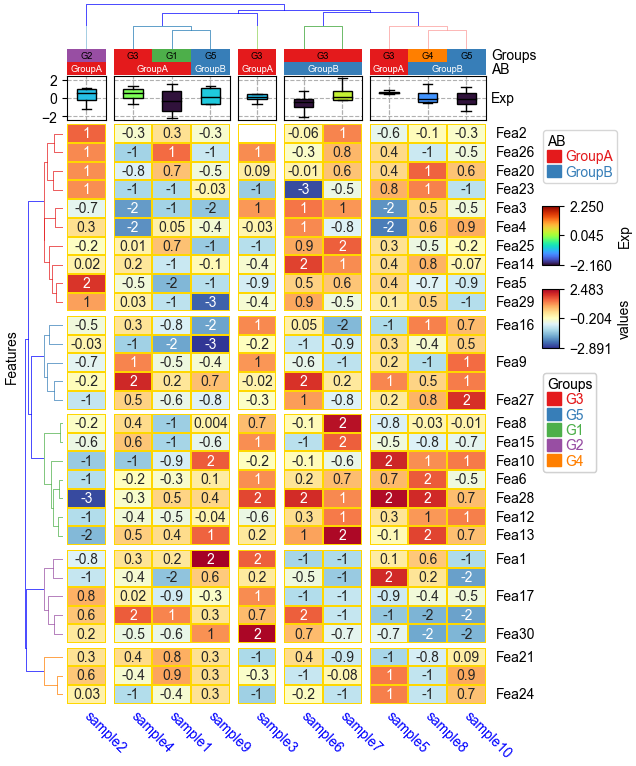 G2 G3 G1 G5 G3 G3 G3 G4 G5 Groups
GroupA GroupA GroupB GroupA GroupB GroupA GroupB AB
2
0 Exp
−2
1 -0.3 0.3 -0.3 -0.06 1 -0.6 -0.1 -0.3 Fea2
1 -1 1 -1 1 -0.3 0.8 0.4 -1 -0.5 Fea26
1 -0.8 0.7 -0.5 0.09 -0.01 0.6 0.4 1 0.6 Fea20
1 -1 -1 -0.03 -1 -3 -0.5 0.8 1 -1 Fea23
-0.7 -2 -1 -2 1 1 1 -2 0.5 -0.5 Fea3
0.3 -2 0.05 -0.4 -0.03 1 -0.8 -2 0.6 0.9 Fea4
-0.2 0.01 0.7 -1 -1 0.9 2 0.3 -0.5 -0.2 Fea25
0.02 0.2 -1 -0.1 -0.4 2 1 0.4 0.8 -0.07 Fea14
2 -0.5 -2 -1 -0.9 0.5 0.6 0.4 -0.7 -0.9 Fea5
1 0.03 -1 -3 -0.4 0.9 -0.5 0.1 0.5 -1 Fea29
-0.5 0.3 -0.8 -2 1 0.05 -2 -1 1 0.7 Fea16
-0.03 -1 -2 -3 -0.2 -1 -0.9 0.3 -0.4 0.5
-0.7 1 -0.5 -0.4 1 -0.6 -1 0.2 -1 1 Fea9
-0.2 2 0.2 0.7 -0.02 2 0.2 1 0.5 1
-1 0.5 -0.6 -0.8 -0.3 1 -0.8 0.2 0.8 2 Fea27
-0.2 0.4 -1 0.004 0.7 -0.1 2 -0.8 -0.03 -0.01 Fea8
-0.6 0.6 -1 -0.6 1 -1 2 -0.5 -0.8 -0.7 Fea15
-1 -1 -0.9 2 -0.2 -0.1 -0.6 2 1 1 Fea10
-1 -0.2 -0.3 0.1 1 0.2 0.7 0.7 2 -0.5 Fea6
-3 -0.3 0.5 0.4 2 2 1 2 2 0.7 Fea28
-1 -0.4 -0.5 -0.04 -0.6 0.3 1 0.3 1 1 Fea12
-2 0.5 0.4 1 0.2 1 2 -0.1 2 0.7 Fea13
-0.8 0.3 0.2 2 2 -1 -1 0.1 0.6 -1 Fea1
-1 -0.4 -2 0.6 0.2 -0.5 -1 2 0.2 -2
0.8 0.02 -0.9 -0.3 1 -1 -1 -0.9 -0.4 -0.5 Fea17
0.6 2 1 0.3 0.7 2 -1 -1 -2 -2
0.2 -0.5 -0.6 1 2 0.7 -0.7 -0.7 -2 -2 Fea30
0.3 0.4 0.8 0.3 -1 0.4 -0.9 -1 -0.8 0.09 Fea21
0.6 -0.4 0.9 0.3 -0.3 -1 -0.08 1 -1 0.9
0.03 -1 -0.4 0.3 -1 -0.2 -1 1 -1 0.7 Fea24
sample2 sample4 sample1 sample9 sample3 sample6 sample7 sample5 sample8 sample10
Features
AB
GroupA
GroupB
2.250
0.045
−2.160
Exp
2.483
−0.204
−2.891
values
Groups
G3
G5
G1
G2
G4